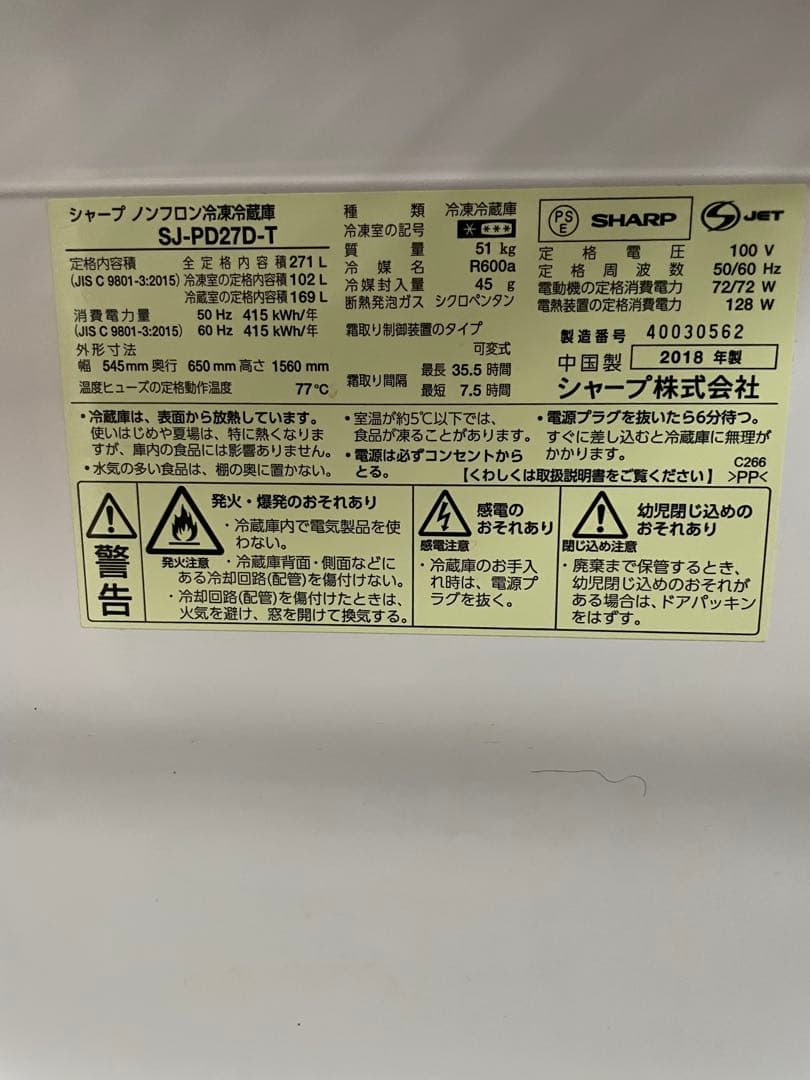 シャープ ノンフロン冷凍冷蔵庫
SJ-PD27D-T
定格内容積 全定格内容積 271 L
(JIS C 9801-3:2015) 冷凍室の定格内容積 102 L
冷蔵室の定格内容積 169 L
消費電力量 50 Hz 415 kWh/年
(JIS C 9801-3:2015) 60 Hz 415 kWh/年
外形寸法
幅 545mm 奥行 650mm 高さ 1560mm
温度ヒューズの定格動作温度 77℃
種類 冷凍冷蔵庫
冷凍室の記号 * ***
質量 51 kg
冷媒名 R600a
冷媒封入量 45 g
断熱発泡ガス シクロペンタン
霜取り制御装置のタイプ
可変式
霜取り間隔 最長 35.5 時間
最短 7.5 時間
PS
E
SHARP
S JET
定格電圧 100 V
定格周波数 50/60 Hz
電動機の定格消費電力 72/72 W
電熱装置の定格消費電力 128 W
製造番号 40030562
中国製 2018 年製
シャープ株式会社
・冷蔵庫は、表面から放熱しています。
使いはじめや夏場は、特に熱くなりま
すが、庫内の食品には影響ありません。
・水気の多い食品は、棚の奥に置かない。
・室温が約5℃以下では、
食品が凍ることがあります。
・電源は必ずコンセントから
とる。
・電源プラグを抜いたら6分待つ。
すぐに差し込むと冷蔵庫に無理が
かかります。
C266
【くわしくは取扱説明書をご覧ください】 >PP<
警告
発火・爆発のおそれあり
発火注意
・冷蔵庫内で電気製品を使
わない。
・冷蔵庫背面・側面などに
ある冷却回路(配管)を傷付けない。
・冷却回路(配管)を傷付けたときは、
火気を避け、窓を開けて換気する。
感電の
おそれあり
感電注意
・冷蔵庫のお手入
れ時は、電源プ
ラグを抜く。
幼児閉じ込めの
おそれあり
閉じ込め注意
・廃棄まで保管するとき、
幼児閉じ込めのおそれが
ある場合は、ドアパッキン
をはずす。